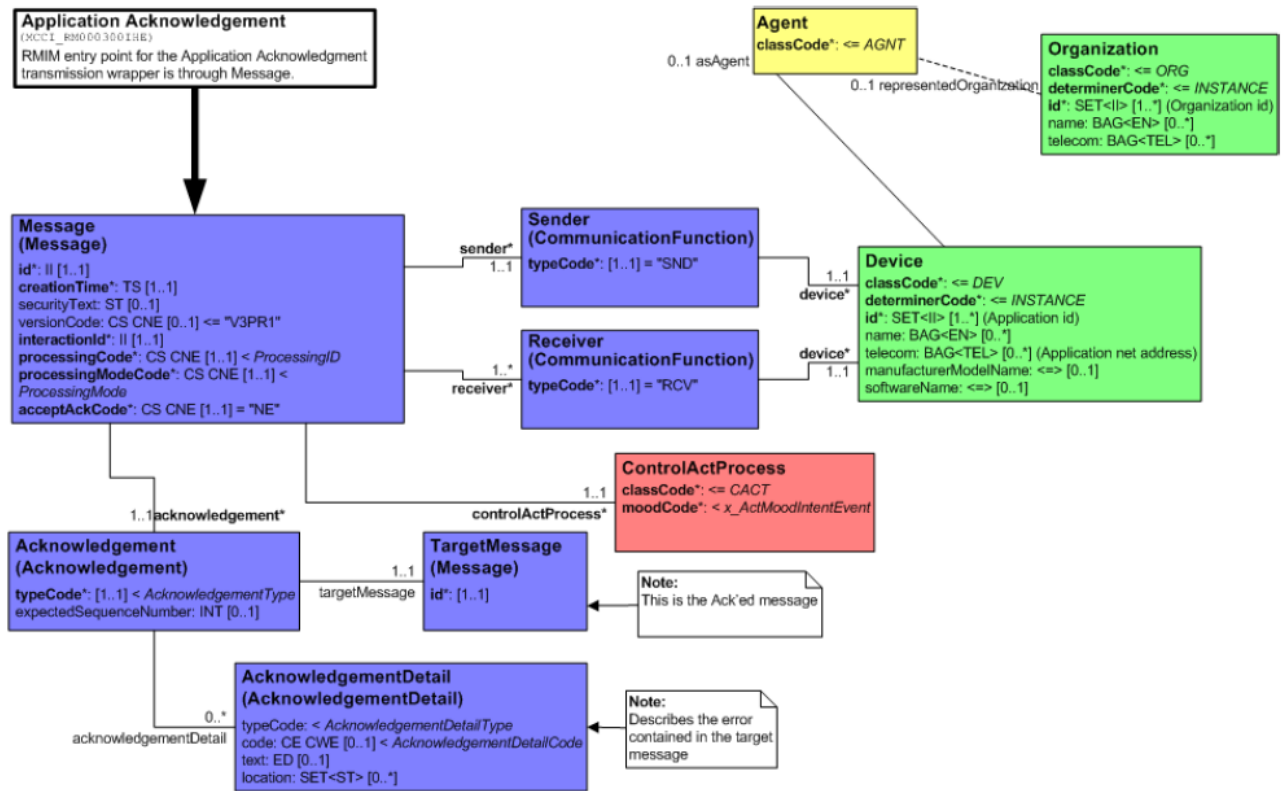 Application Acknowledgement
(XCCI_RM000300IHE)
RMIM entry point for the Application Acknowledgment
transmission wrapper is through Message.
Agent
classCode*: <= AGNT
0..1 asAgent
0..1 representedOrganization
Organization
classCode*: <= ORG
determinerCode*: <= INSTANCE
id*: SET<II> [1..*] (Organization id)
name: BAG<EN> [0..*]
telecom: BAG<TEL> [0..*]
Message
(Message)
id*: II [1..1]
creationTime*: TS [1..1]
securityText: ST [0..1]
versionCode: CS CNE [0..1] <= "V3PR1"
interactionId*: II [1..1]
processingCode*: CS CNE [1..1] < ProcessingID
processingModeCode*: CS CNE [1..1] <
ProcessingMode
acceptAckCode*: CS CNE [1..1] = "NE"
sender*
1..1
Sender
(CommunicationFunction)
typeCode*: [1..1] = "SND"
1..1
device*
1..*
receiver*
Receiver
(CommunicationFunction)
typeCode*: [1..1] = "RCV"
device*
1..1
Device
classCode*: <= DEV
determinerCode*: <= INSTANCE
id*: SET<II> [1..*] (Application id)
name: BAG<EN> [0..*]
telecom: BAG<TEL> [0..*] (Application net address)
manufacturerModelName: <=> [0..1]
softwareName: <=> [0..1]
1..1
controlActProcess*
ControlActProcess
classCode*: <= CACT
moodCode*: < x_ActMoodIntentEvent
1..1acknowledgement*
Acknowledgement
(Acknowledgement)
typeCode*: [1..1] < AcknowledgementType
expectedSequenceNumber: INT [0..1]
1..1
targetMessage
TargetMessage
(Message)
id*: [1..1]
Note:
This is the Ack'ed message
0..*
acknowledgementDetail
AcknowledgementDetail
(AcknowledgementDetail)
typeCode: < AcknowledgementDetailType
code: CE CWE [0..1] < AcknowledgementDetailCode
text: ED [0..1]
location: SET<ST> [0..*]
Note:
Describes the error
contained in the target
message